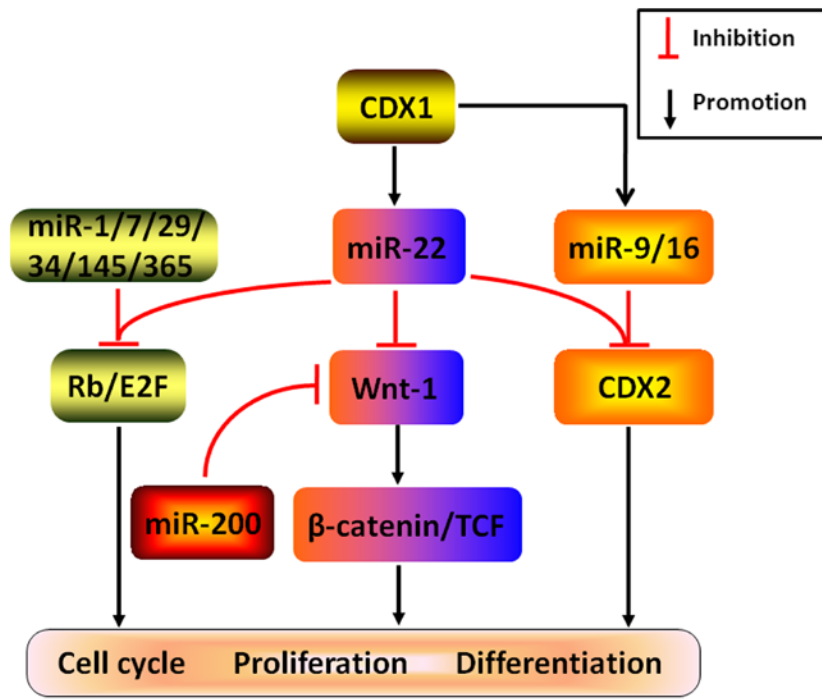 Inhibition
Promotion
CDX1
miR-1/7/29/
34/145/365
miR-22
miR-9/16
Rb/E2F
Wnt-1
CDX2
miR-200
β-catenin/TCF
Cell cycle Proliferation Differentiation